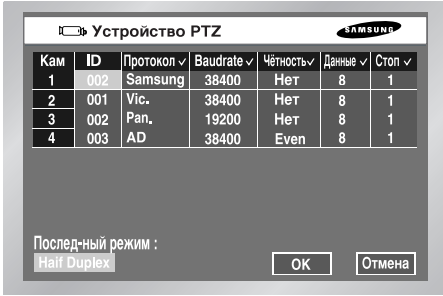 Устройство PTZ SAMSUNG
Кам ID Протокол ✓ Baudrate ✓ Чётность ✓ Данные ✓ Стоп ✓
1 002 Samsung 38400 Нет 8 1
2 001 Vic. 38400 Нет 8 1
3 002 Pan. 19200 Нет 8 1
4 003 AD 38400 Even 8 1
Послед-ный режим :
Haif Duplex OK Отмена